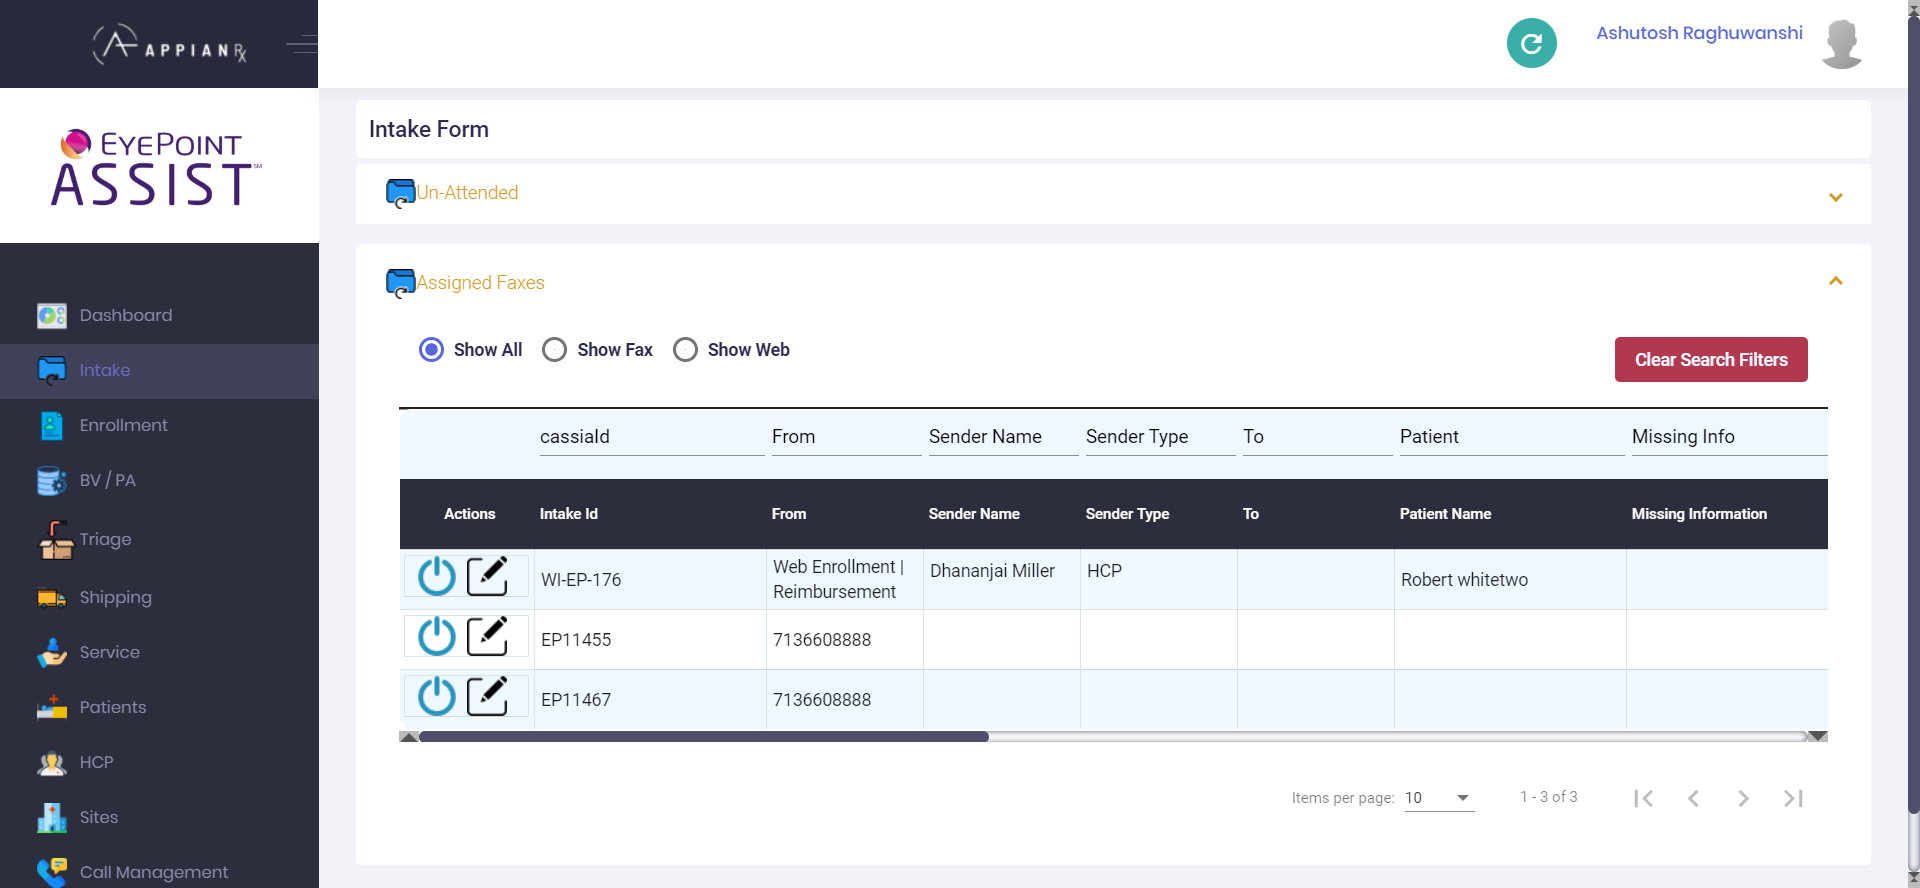 APPIANRx
Ashutosh Raghuwanshi
EYEPOINT
ASSIST SM
Dashboard
Intake
Enrollment
BV / PA
Triage
Shipping
Service
Patients
HCP
Sites
Call Management
Intake Form
Un-Attended
Assigned Faxes
Show All Show Fax Show Web
Clear Search Filters
cassiaId From Sender Name Sender Type To Patient Missing Info
Actions Intake Id From Sender Name Sender Type To Patient Name Missing Information
WI-EP-176 Web Enrollment | Reimbursement Dhananjai Miller HCP Robert whitetwo
EP11455 7136608888
EP11467 7136608888
Items per page: 10 1 - 3 of 3